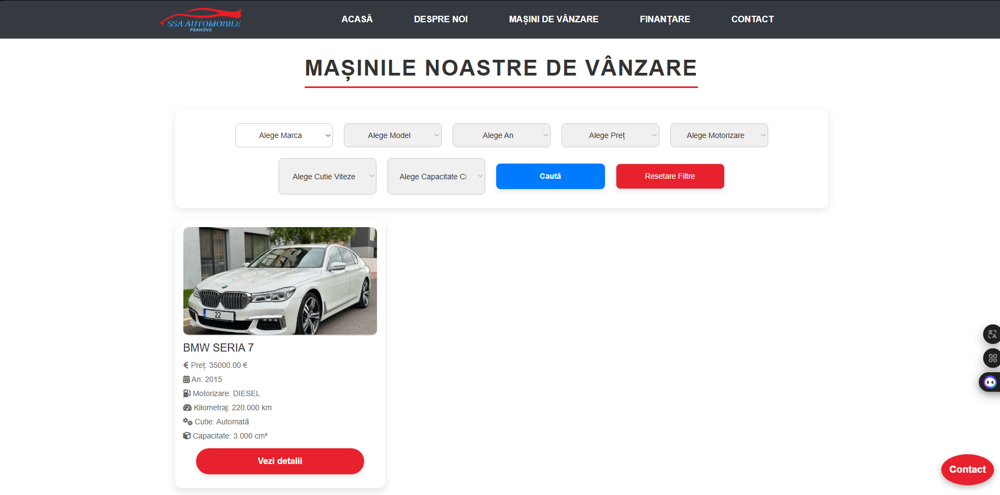 SSA AUTOMOBILE
PRAHOVA
ACASĂ
DESPRE NOI
MAȘINI DE VÂNZARE
FINANȚARE
CONTACT
MAȘINILE NOASTRE DE VÂNZARE
Alege Marca
Alege Model
Alege An
Alege Preț
Alege Motorizare
Alege Cutie Viteze
Alege Capacitate Ci
Caută
Resetare Filtre
22
BMW SERIA 7
Preț: 35000.00 €
An: 2015
Motorizare: DIESEL
Kilometraj: 220.000 km
Cutie: Automată
Capacitate: 3.000 cm³
Vezi detalii
Contact